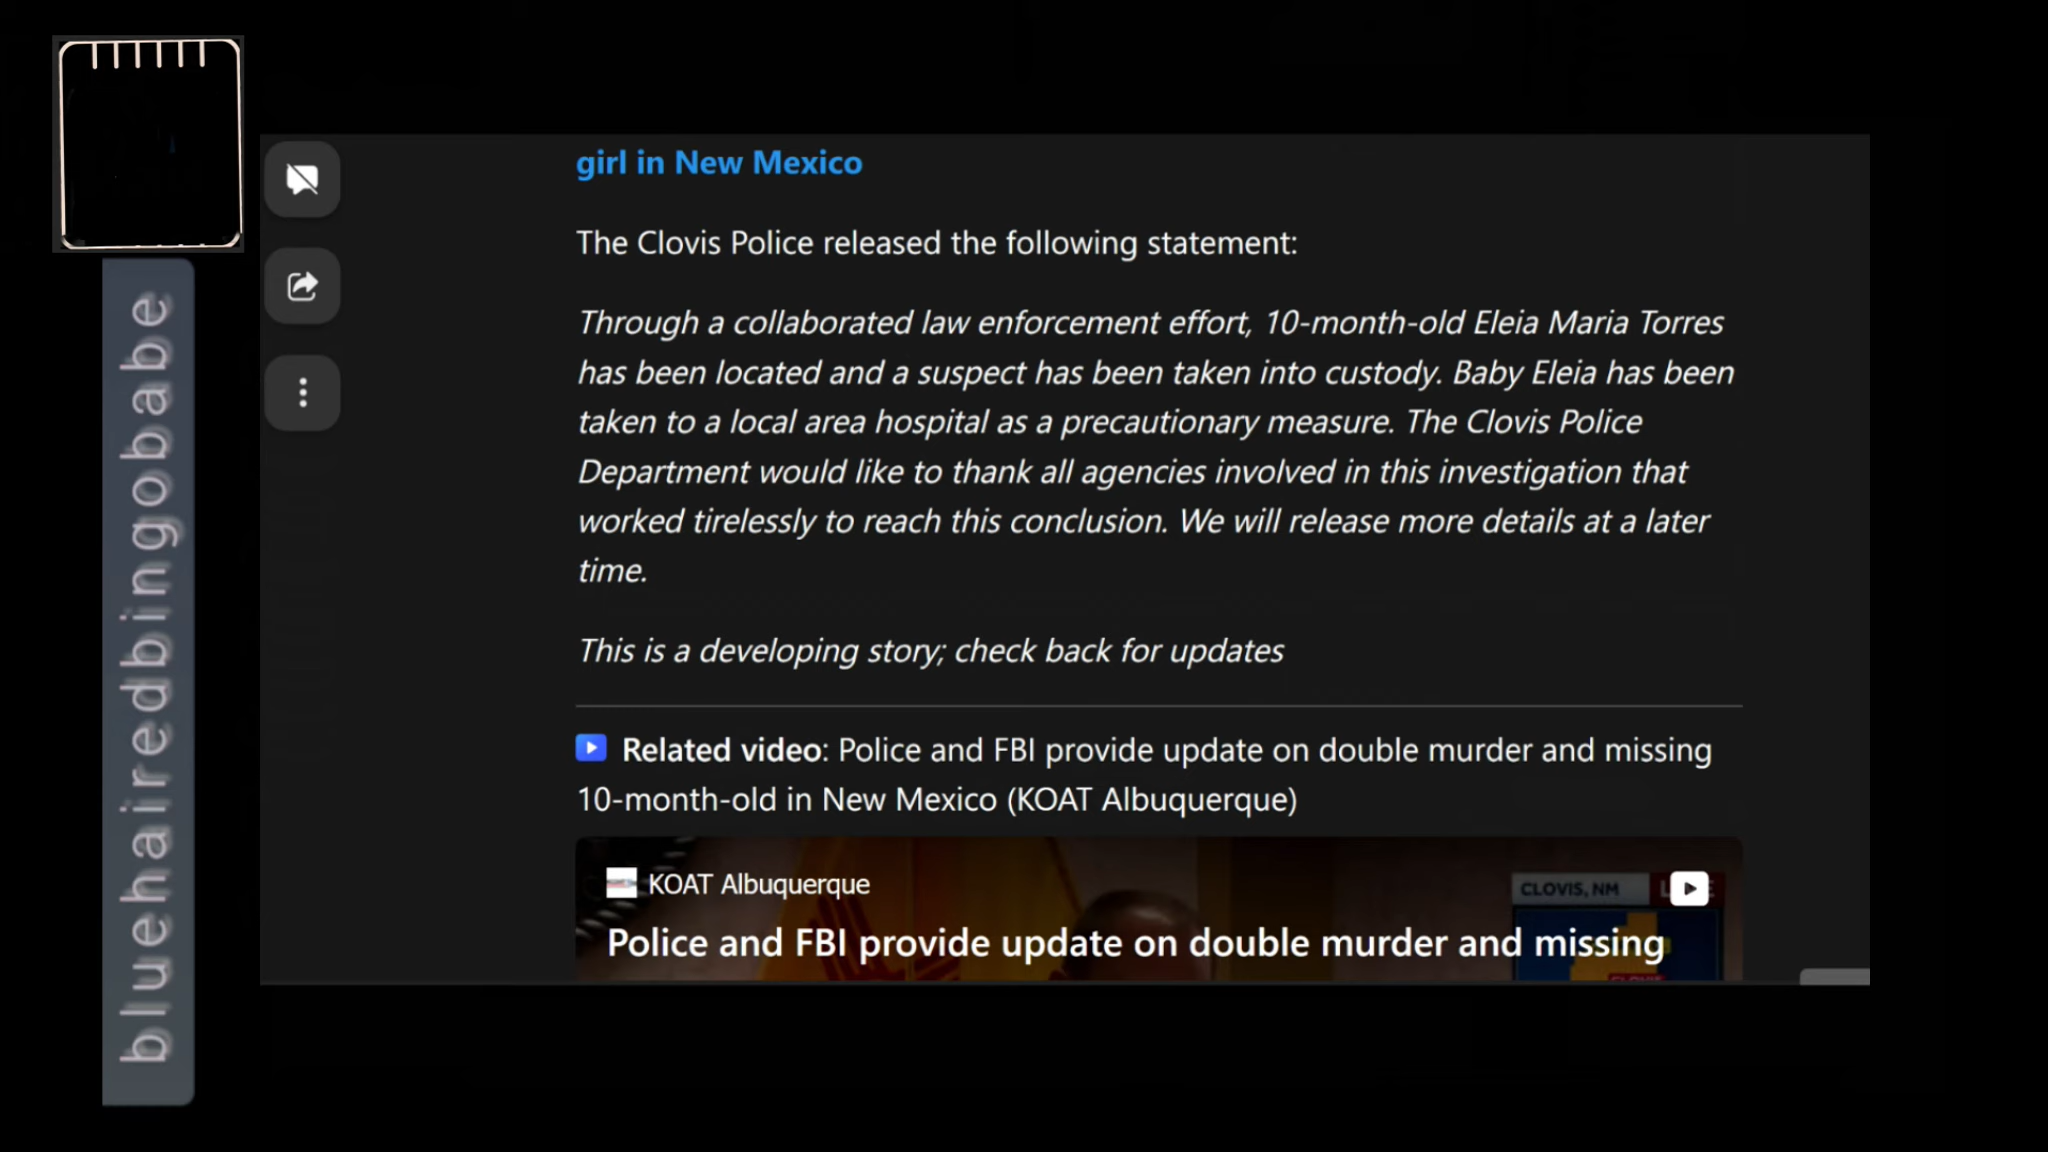 bluehairedbingobabe
girl in New Mexico
The Clovis Police released the following statement:
Through a collaborated law enforcement effort, 10-month-old Eleia Maria Torres
has been located and a suspect has been taken into custody. Baby Eleia has been
taken to a local area hospital as a precautionary measure. The Clovis Police
Department would like to thank all agencies involved in this investigation that
worked tirelessly to reach this conclusion. We will release more details at a later
time.
This is a developing story; check back for updates
Related video: Police and FBI provide update on double murder and missing
10-month-old in New Mexico (KOAT Albuquerque)
KOAT Albuquerque
CLOVIS, NM
Police and FBI provide update on double murder and missing